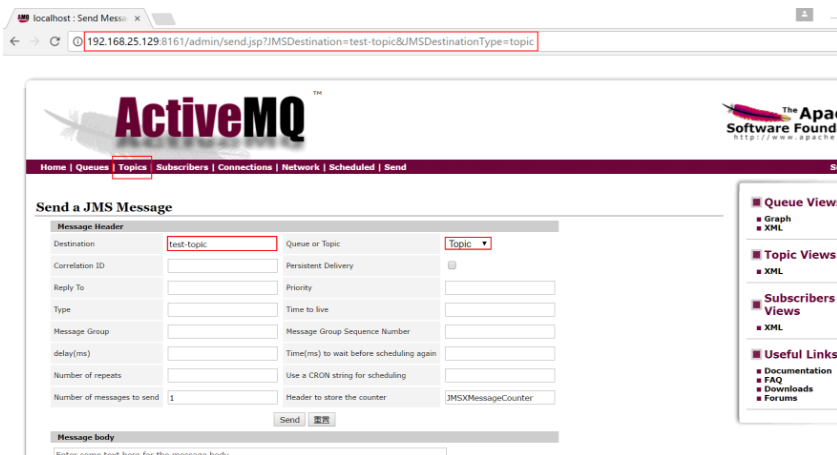 localhost : Send Messa
192.168.25.129:8161/admin/send.jsp?JMSDestination=test-topic&JMSDestinationType=topic
ActiveMQ™
The Apac
Software Found
http://www.apache.
Home | Queues | Topics | Subscribers | Connections | Network | Scheduled | Send
Send a JMS Message
Message Header
Destination test-topic Queue or Topic Topic
Correlation ID Persistent Delivery
Reply To Priority
Type Time to live
Message Group Message Group Sequence Number
delay(ms) Time(ms) to wait before scheduling again
Number of repeats Use a CRON string for scheduling
Number of messages to send 1 Header to store the counter JMSXMessageCounter
Send 重置
Message body
Enter some text here for the message body
Queue Views
Graph
XML
Topic Views
XML
Subscribers
Views
XML
Useful Links
Documentation
FAQ
Downloads
Forums